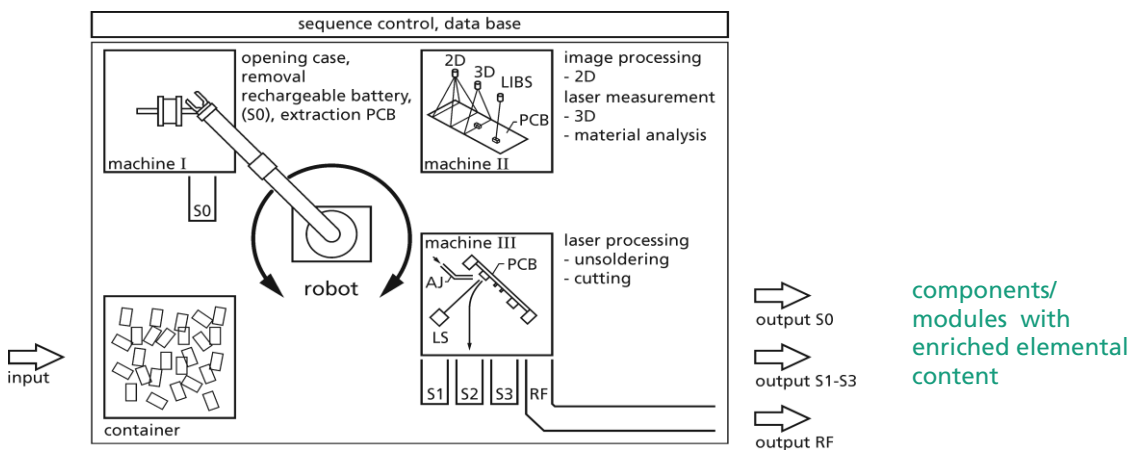 sequence control, data base
opening case,
removal
rechargeable battery,
(S0), extraction PCB
machine I
S0
2D
3D
LIBS
PCB
machine II
image processing
- 2D
laser measurement
- 3D
- material analysis
robot
machine III
PCB
AJ
LS
laser processing
- unsoldering
- cutting
S1
S2
S3
RF
input
container
output S0
output S1-S3
output RF
components/
modules with
enriched elemental
content